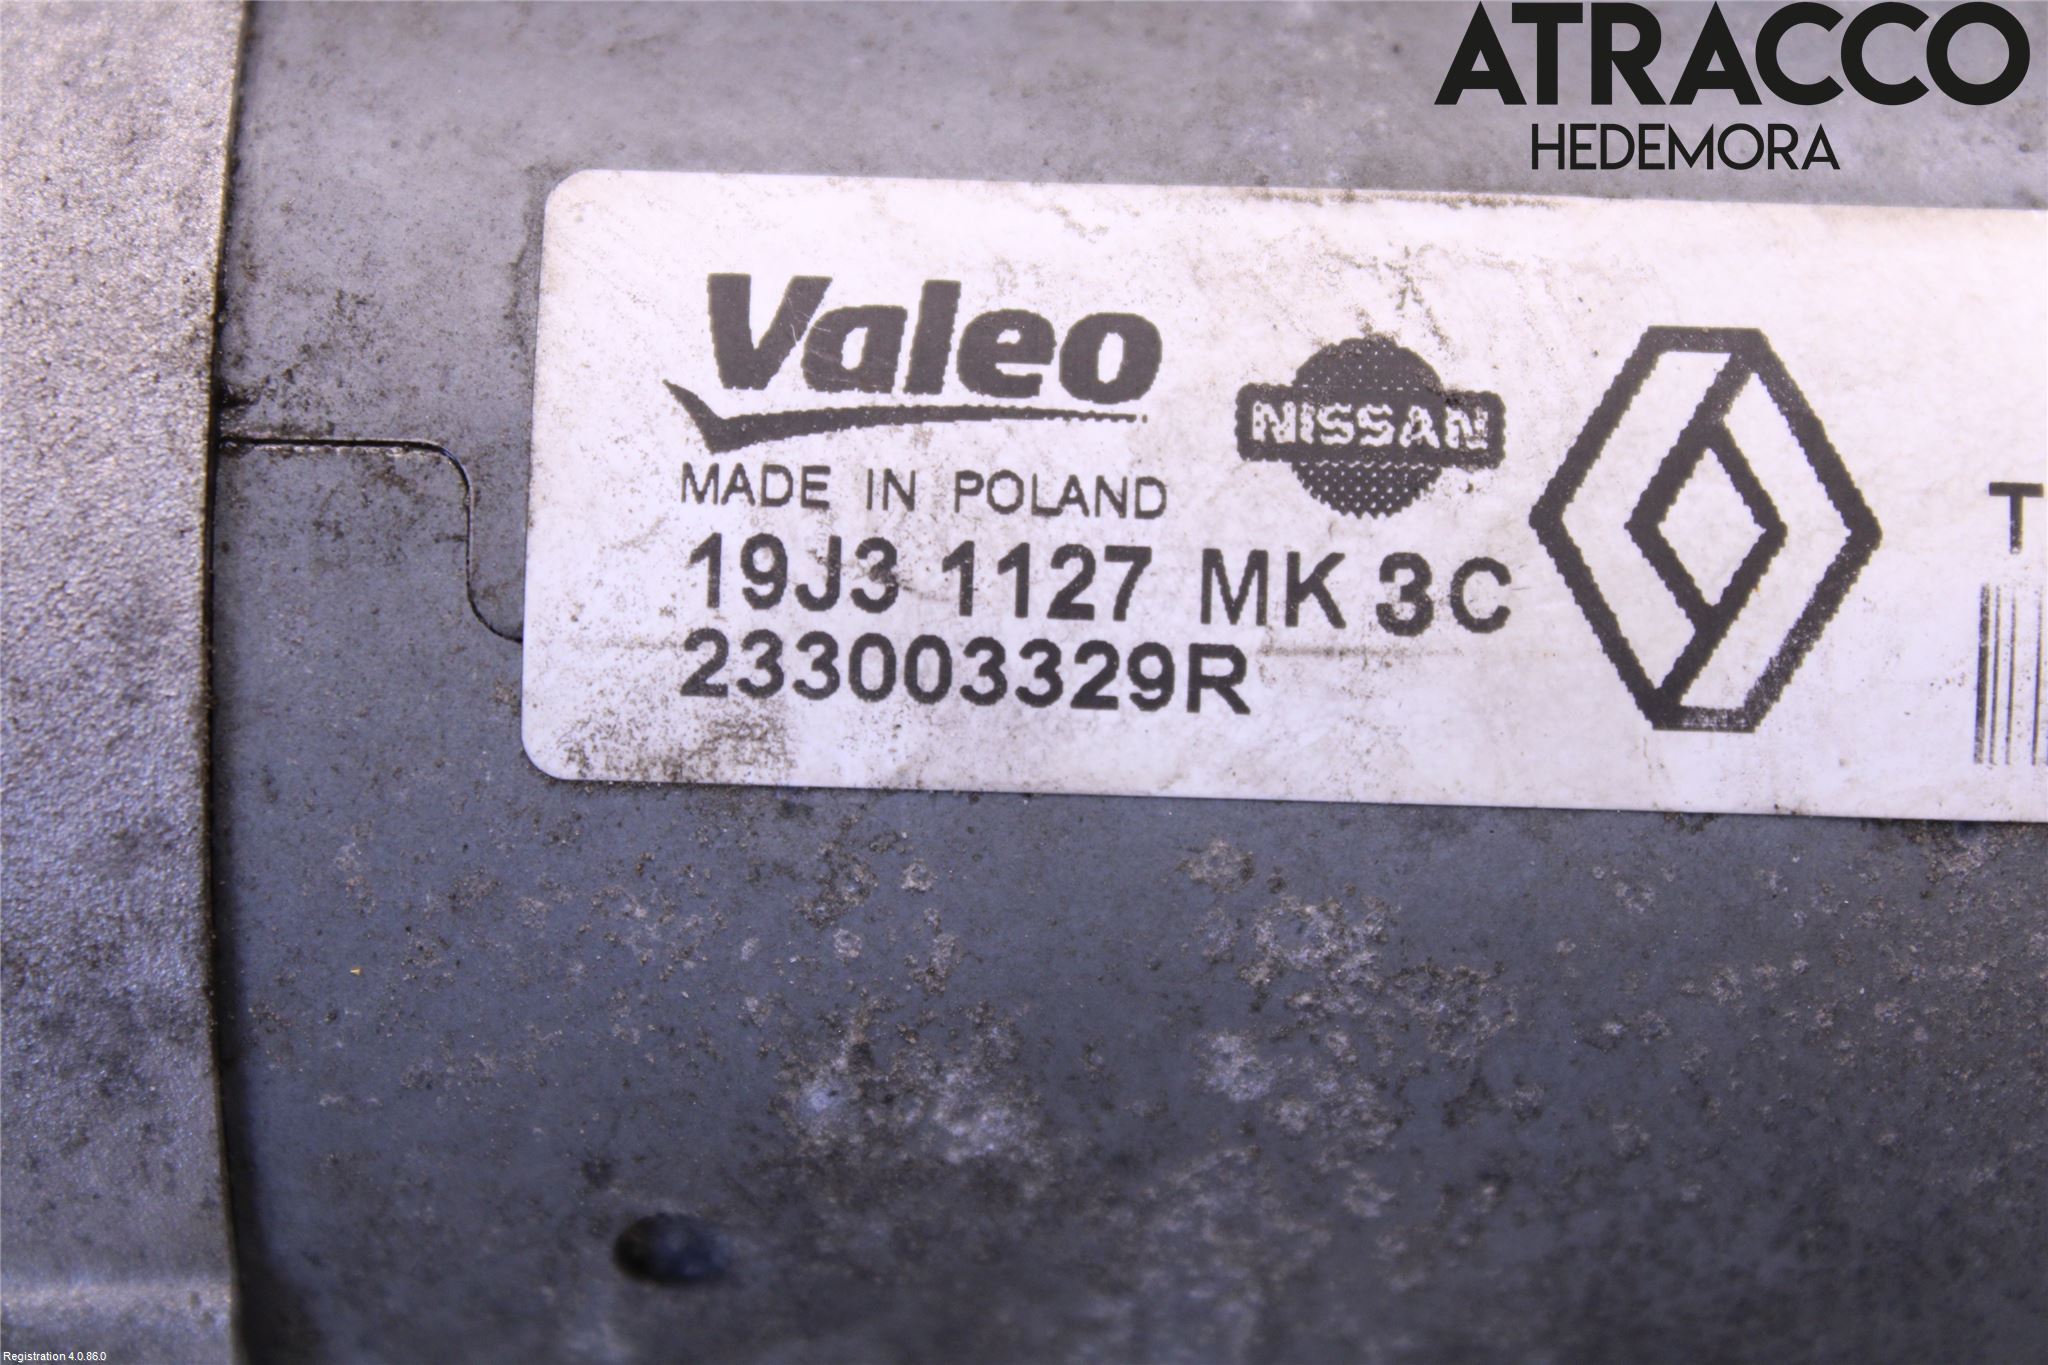 ATRACCO
HEDEMORA
Valeo
MADE IN POLAND
NISSAN
19J3 1127 MK 3C
233003329R
T
Registration 4.0.86.0